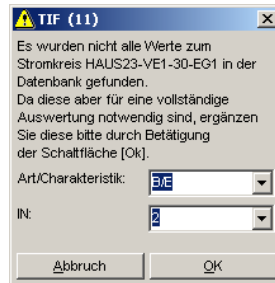 TIF (11)
Es wurden nicht alle Werte zum
Stromkreis HAUS23-VE1-30-EG1 in der
Datenbank gefunden.
Da diese aber für eine vollständige
Auswertung notwendig sind, ergänzen
Sie diese bitte durch Betätigung
der Schaltfläche [Ok].
Art/Charakteristik: B/E
IN: 2
Abbruch OK